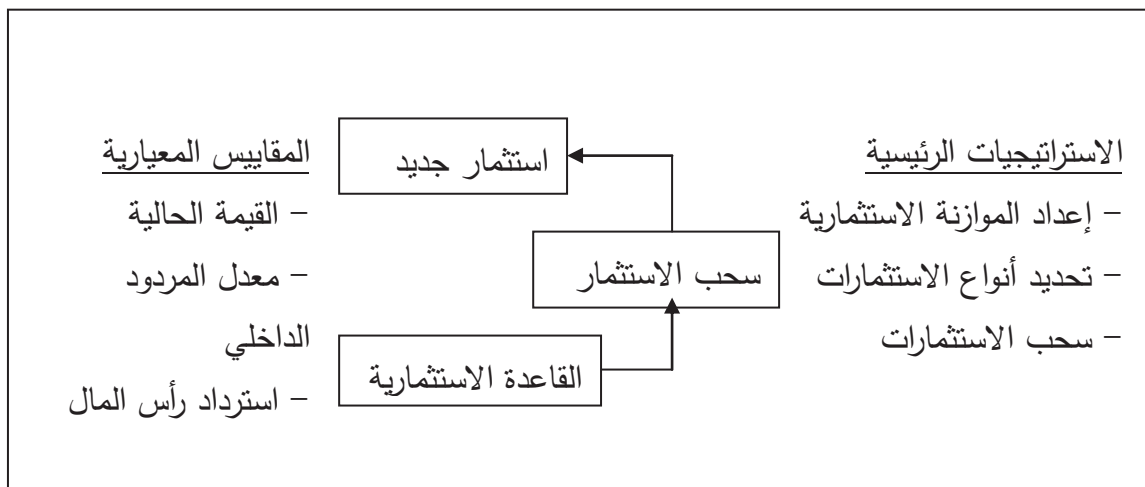 الاستراتيجيات الرئيسية
– إعداد الموازنة الاستثمارية
– تحديد أنواع الاستثمارات
– سحب الاستثمارات
استثمار جديد
سحب الاستثمار
القاعدة الاستثمارية
المقاييس المعيارية
– القيمة الحالية
– معدل المردود
الداخلي
– استرداد رأس المال